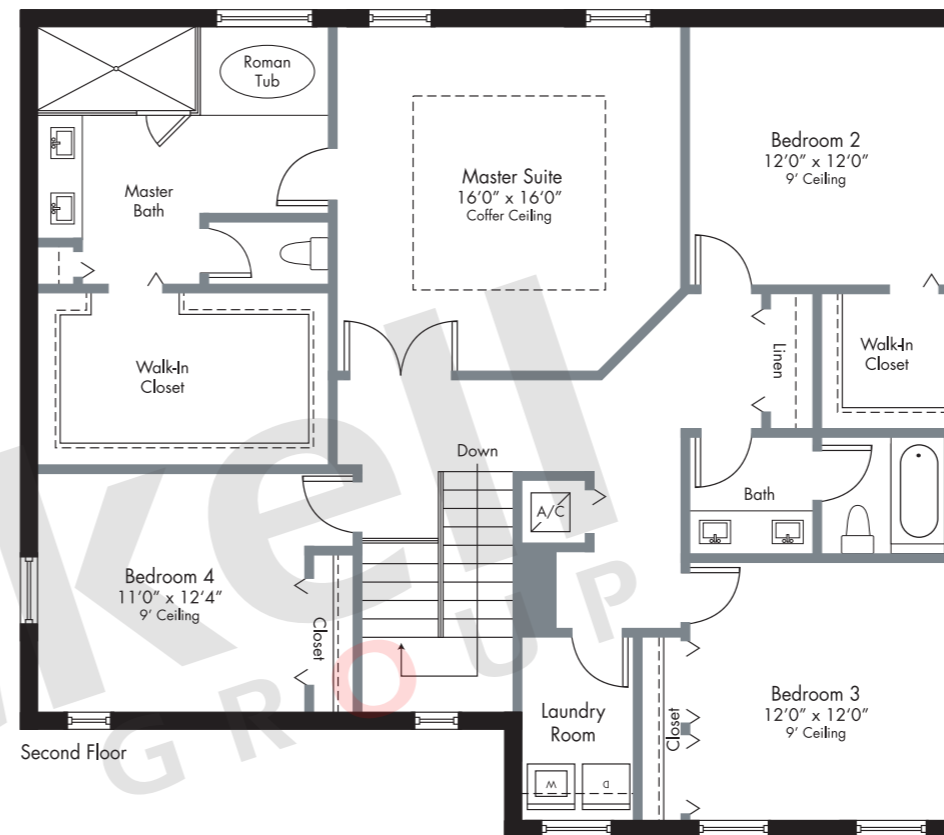 Roman
Tub
Master
Bath
Master Suite
16'0" x 16'0"
Coffer Ceiling
Bedroom 2
12'0" x 12'0"
9' Ceiling
Walk-In
Closet
Linen
Walk-In
Closet
Down
A/C
Bath
Bedroom 4
11'0" x 12'4"
9' Ceiling
Closet
Laundry
Room
W
D
Closet
Bedroom 3
12'0" x 12'0"
9' Ceiling
Second Floor
kell
GROUP